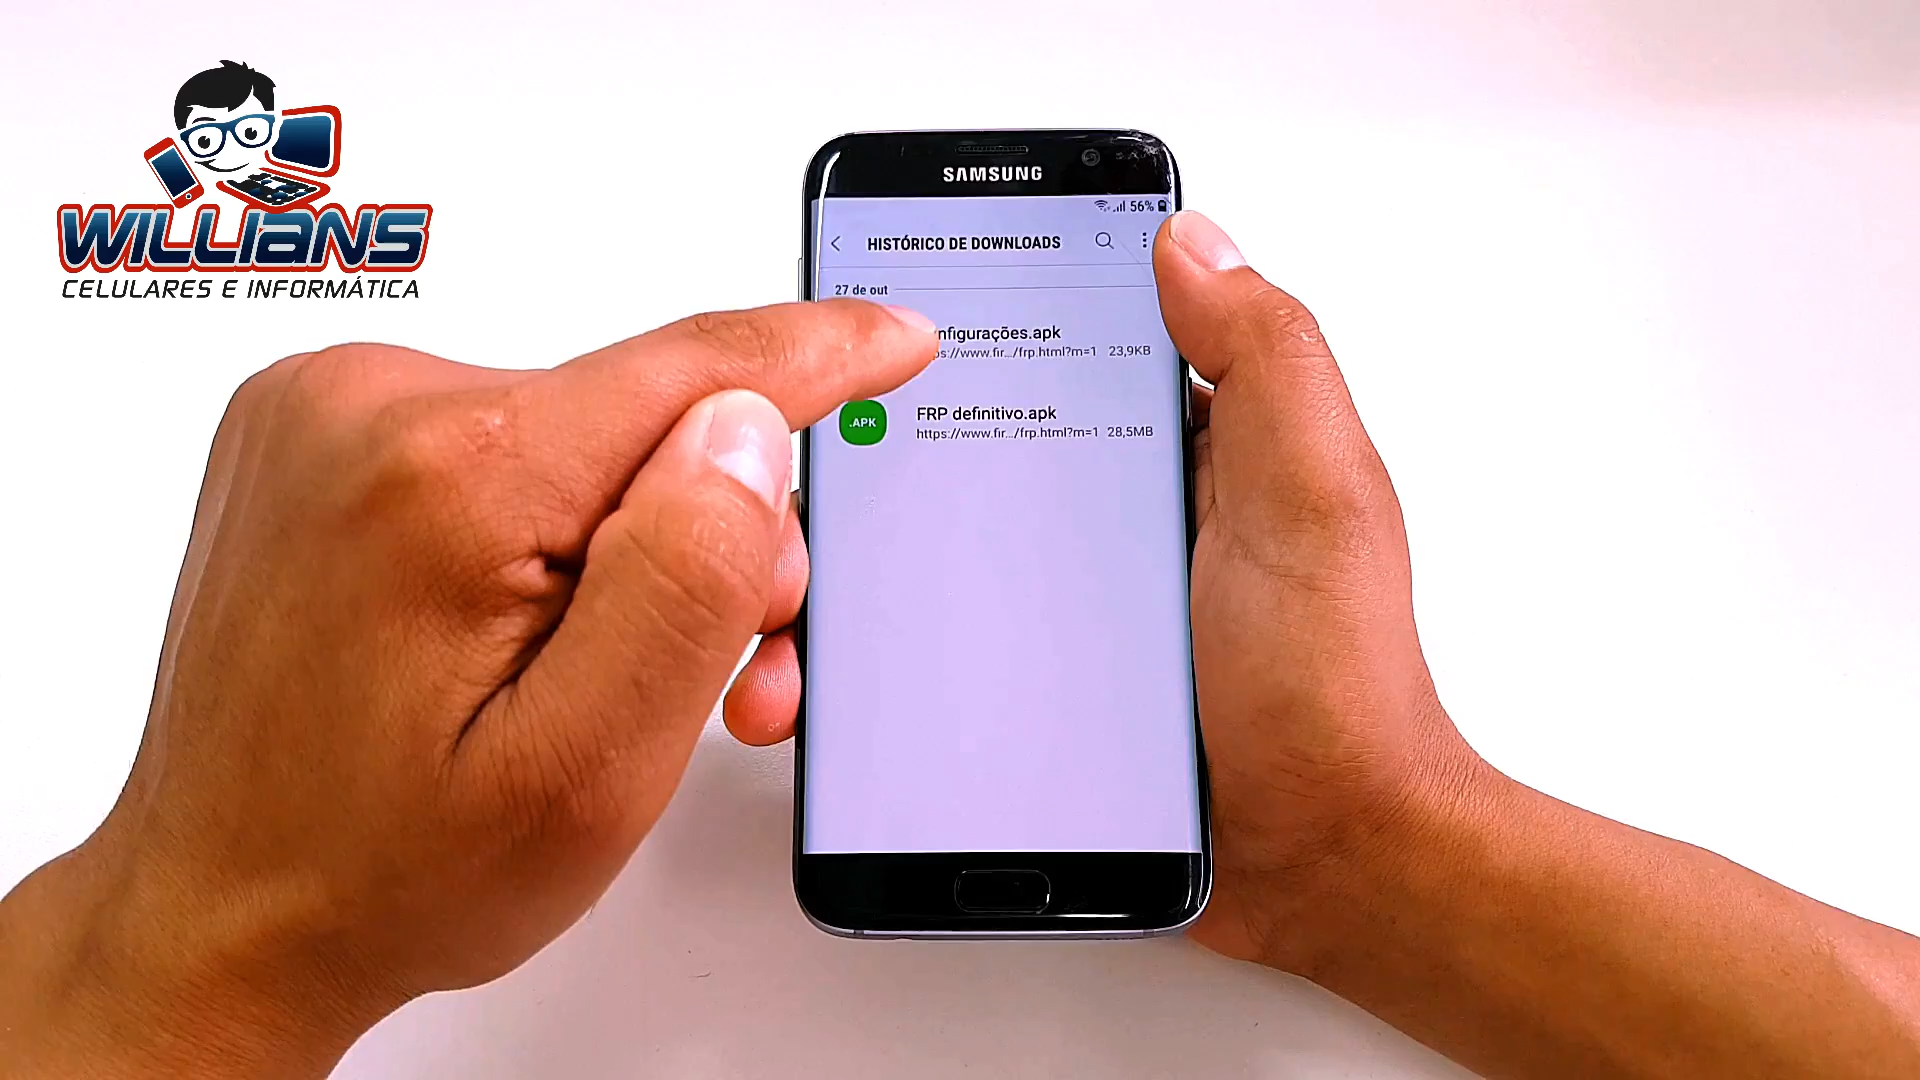 WILLIANS
CELULARES E INFORMÁTICA
SAMSUNG
56%
HISTÓRICO DE DOWNLOADS
27 de out
nfigurações.apk
ps://www.fir.../frp.html?m=1 23,9KB
.APK
FRP definitivo.apk
https://www.fir.../frp.html?m=1 28,5MB